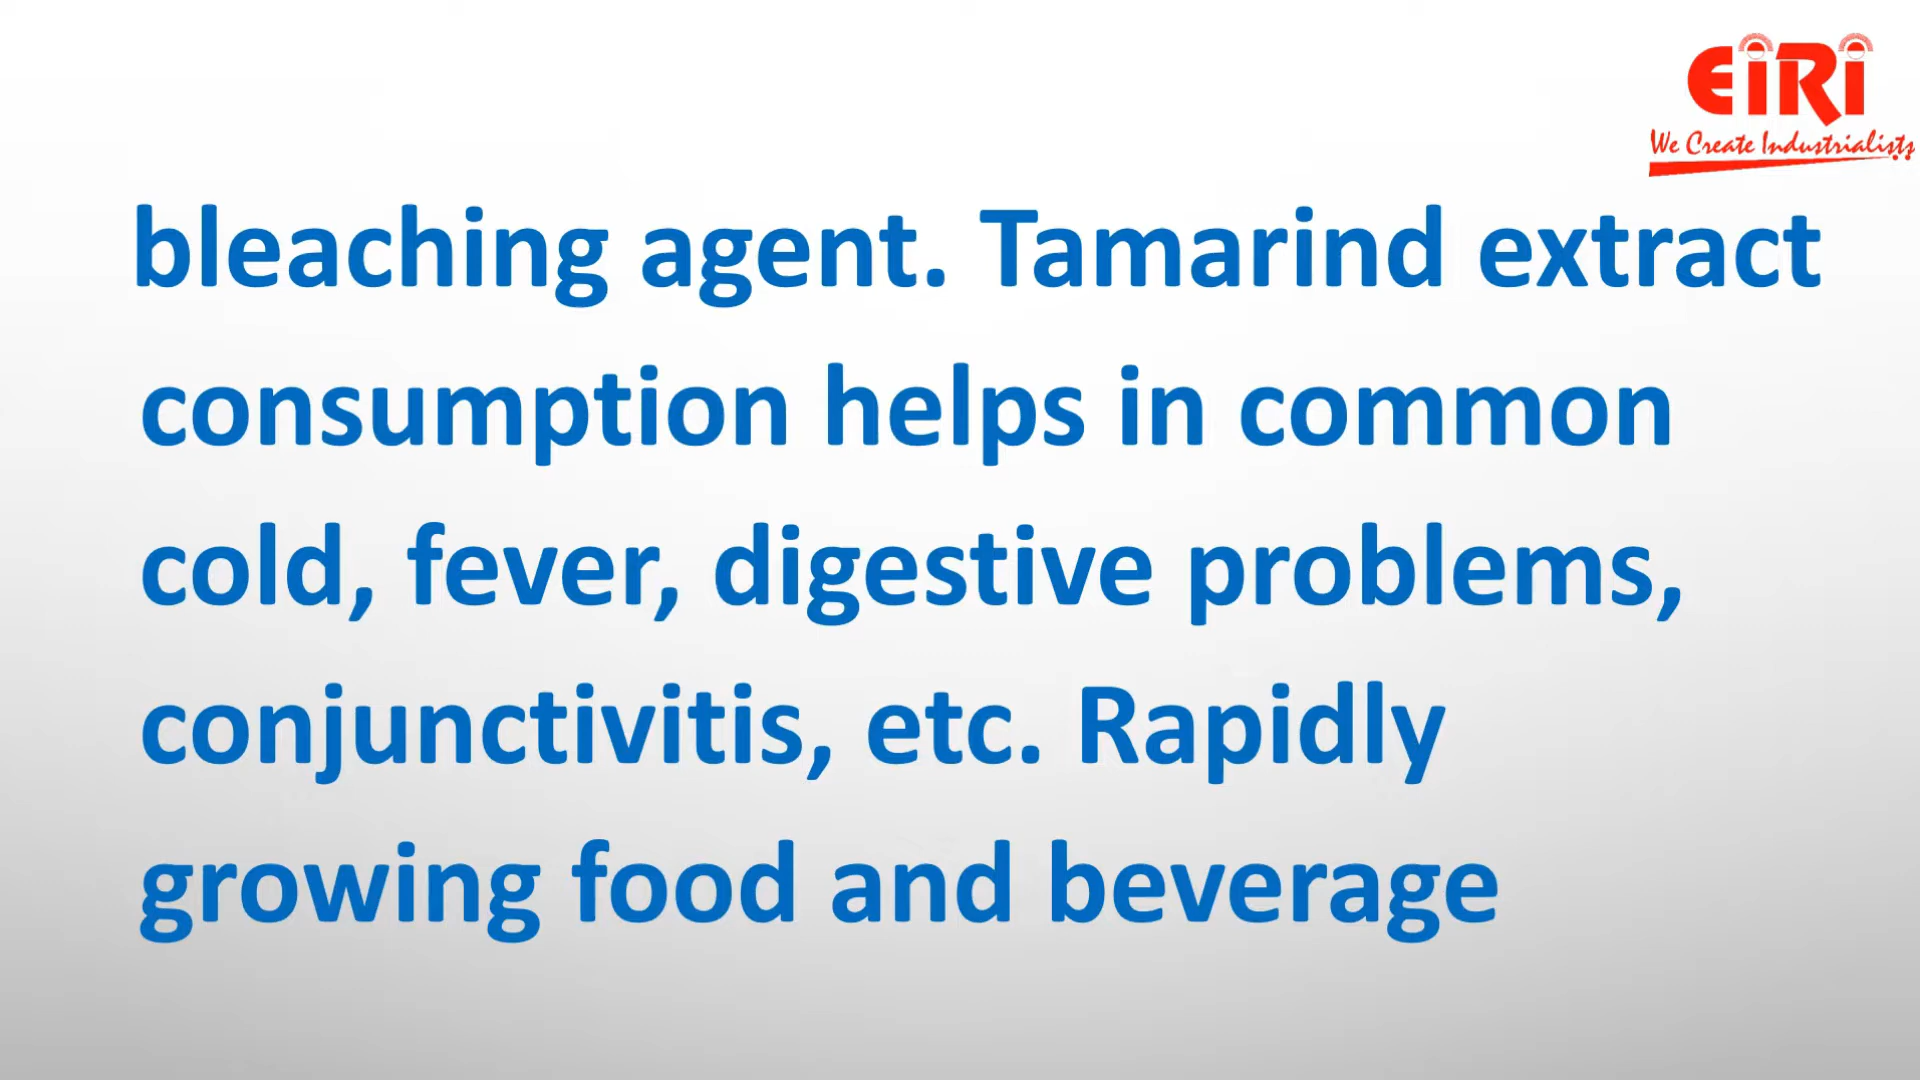 EiRi
We Create Industrialists
bleaching agent. Tamarind extract
consumption helps in common
cold, fever, digestive problems,
conjunctivitis, etc. Rapidly
growing food and beverage